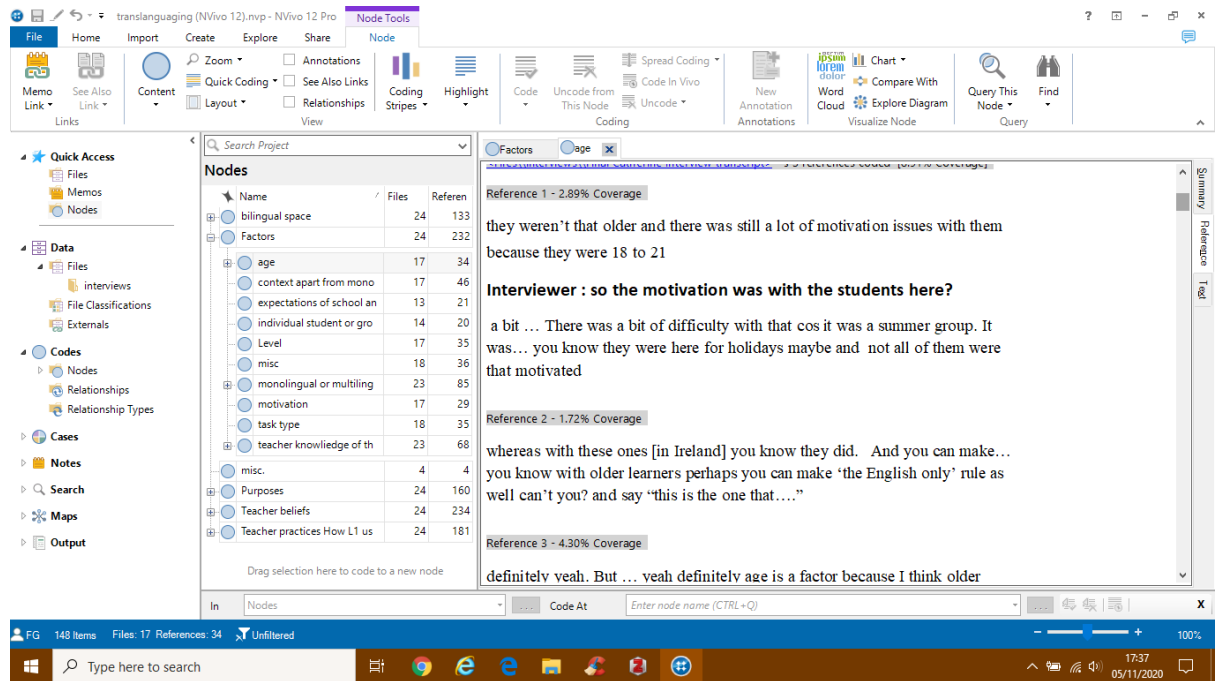 translanguaging (NVivo 12).nvp - NVivo 12 Pro
Node Tools
File Home Import Create Explore Share Node
Memo Link
See Also Link
Links
Content
Zoom
Quick Coding
Layout
Annotations
See Also Links
Relationships
Coding Stripes
Highlight
View
Code
Uncode from This Node
Spread Coding
Code In Vivo
Uncode
Coding
New Annotation
Annotations
Word Cloud
Chart
Compare With
Explore Diagram
Visualize Node
Query This Node
Find
Query
Quick Access
Files
Memos
Nodes
Data
Files
interviews
File Classifications
Externals
Codes
Nodes
Relationships
Relationship Types
Cases
Notes
Search
Maps
Output
Search Project
Nodes
Name Files Referen
bilingual space 24 133
Factors 24 232
age 17 34
context apart from mono 17 46
expectations of school an 13 21
individual student or gro 14 20
Level 17 35
misc 18 36
monolingual or multiling 23 85
motivation 17 29
task type 18 35
teacher knowliedge of th 23 68
misc. 4 4
Purposes 24 160
Teacher beliefs 24 234
Teacher practices How L1 us 24 181
Drag selection here to code to a new node
Factors age x
Reference 1 - 2.89% Coverage
they weren’t that older and there was still a lot of motivation issues with them
because they were 18 to 21
Interviewer : so the motivation was with the students here?
a bit … There was a bit of difficulty with that cos it was a summer group. It
was… you know they were here for holidays maybe and not all of them were
that motivated
Reference 2 - 1.72% Coverage
whereas with these ones [in Ireland] you know they did. And you can make…
you know with older learners perhaps you can make ‘the English only’ rule as
well can’t you? and say “this is the one that….”
Reference 3 - 4.30% Coverage
definitely yeah. But … yeah definitely age is a factor because I think older
Summary
Reference
Text
In Nodes ... Code At Enter node name (CTRL+Q) ... X
FG 148 Items Files: 17 References: 34 Unfiltered 100%
Type here to search
17:37
05/11/2020